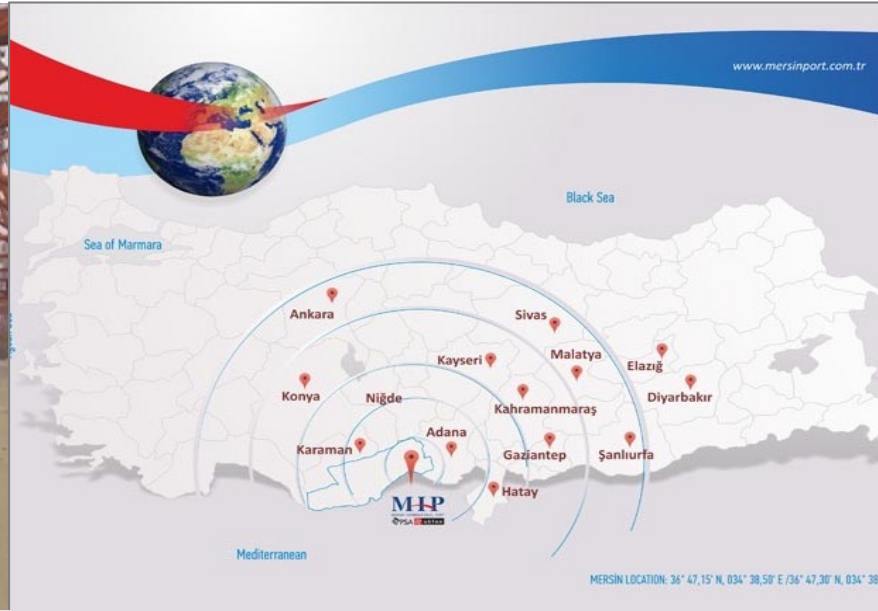 www.mersinport.com.tr
Black Sea
Sea of Marmara
Ankara
Sivas
Malatya
Kayseri
Elazığ
Konya
Niğde
Kahramanmaraş
Diyarbakır
Karaman
Adana
Gaziantep
Şanlıurfa
Hatay
MIP
PSA akfen
Mediterranean
MERSİN LOCATION: 36° 47,15' N, 034° 38,50' E /36° 47,30' N, 034° 38